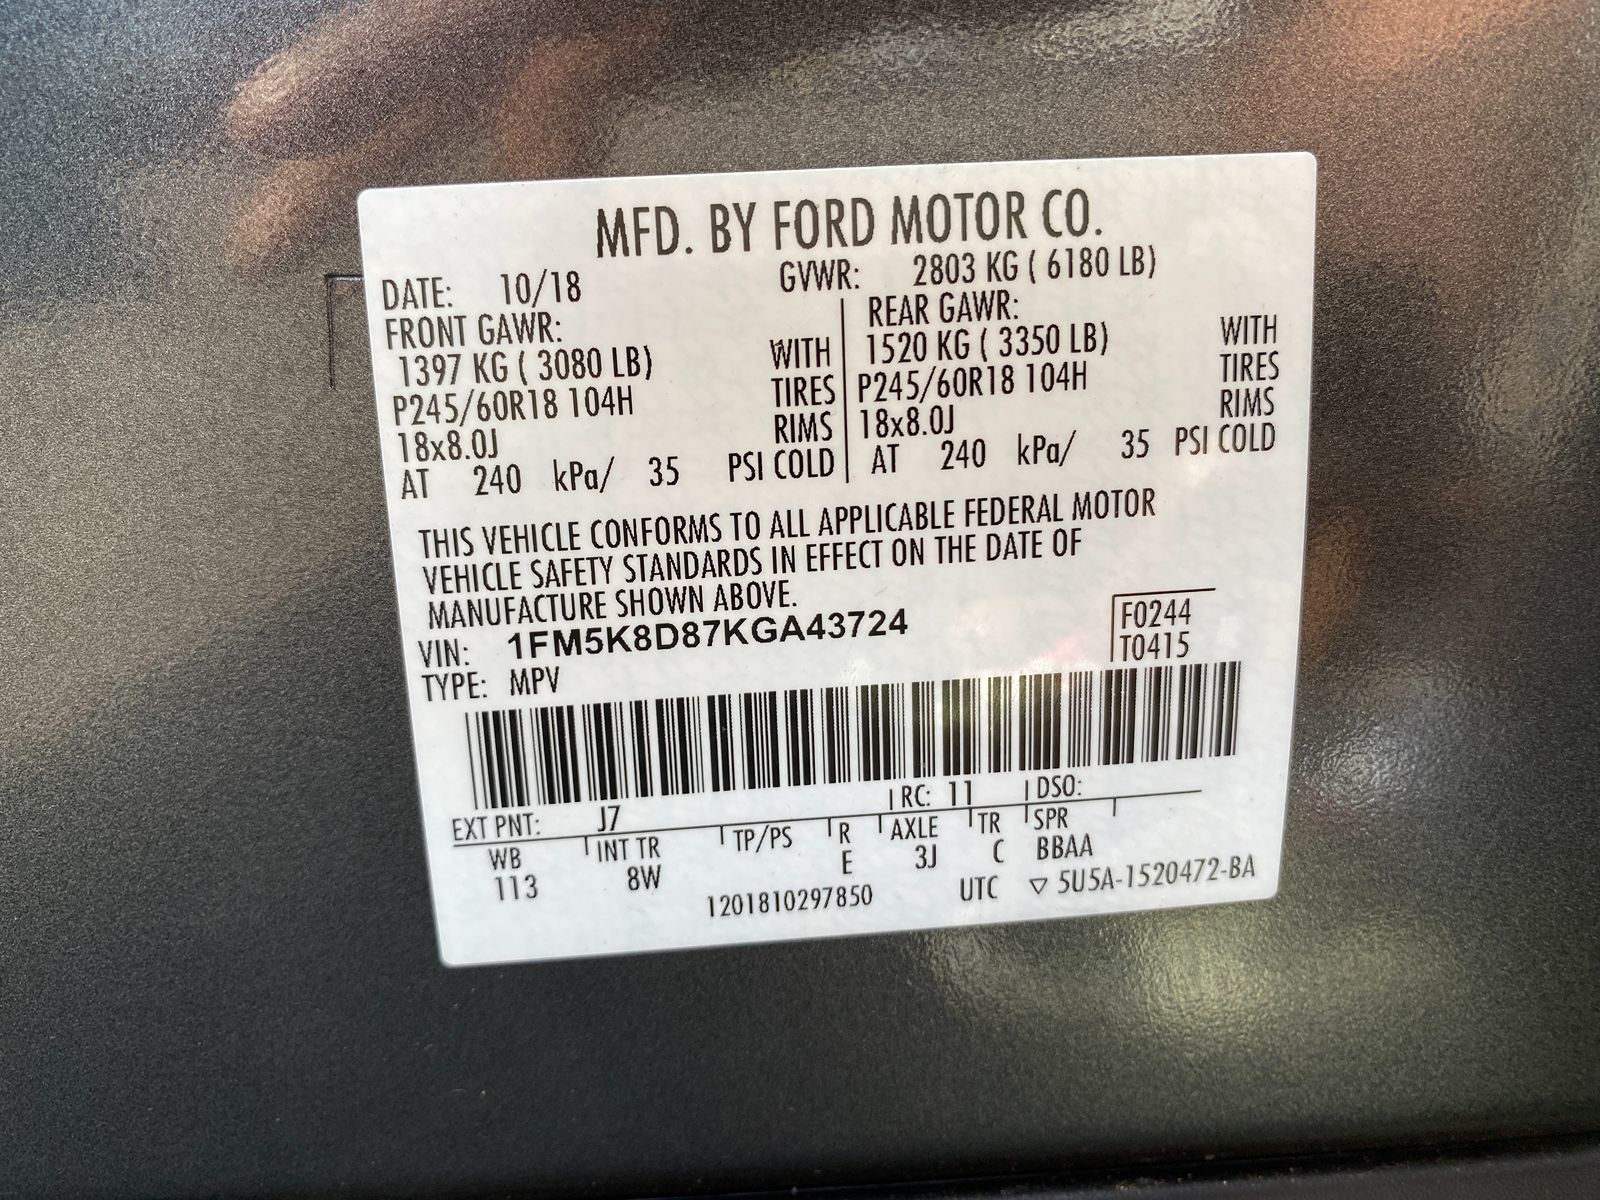 MFD. BY FORD MOTOR CO.
DATE: 10/18 GVWR: 2803 KG ( 6180 LB)
FRONT GAWR: REAR GAWR:
1397 KG ( 3080 LB) WITH 1520 KG ( 3350 LB) WITH
P245/60R18 104H TIRES P245/60R18 104H TIRES
18x8.0J RIMS 18x8.0J RIMS
AT 240 kPa/ 35 PSI COLD AT 240 kPa/ 35 PSI COLD
THIS VEHICLE CONFORMS TO ALL APPLICABLE FEDERAL MOTOR
VEHICLE SAFETY STANDARDS IN EFFECT ON THE DATE OF
MANUFACTURE SHOWN ABOVE.
VIN: 1FM5K8D87KGA43724 F0244
TYPE: MPV T0415
EXT PNT: J7 RC: 11 DSO:
WB INT TR TP/PS R AXLE TR SPR
113 8W E 3J C BBAA
1201810297850 UTC ▽ 5U5A-1520472-BA